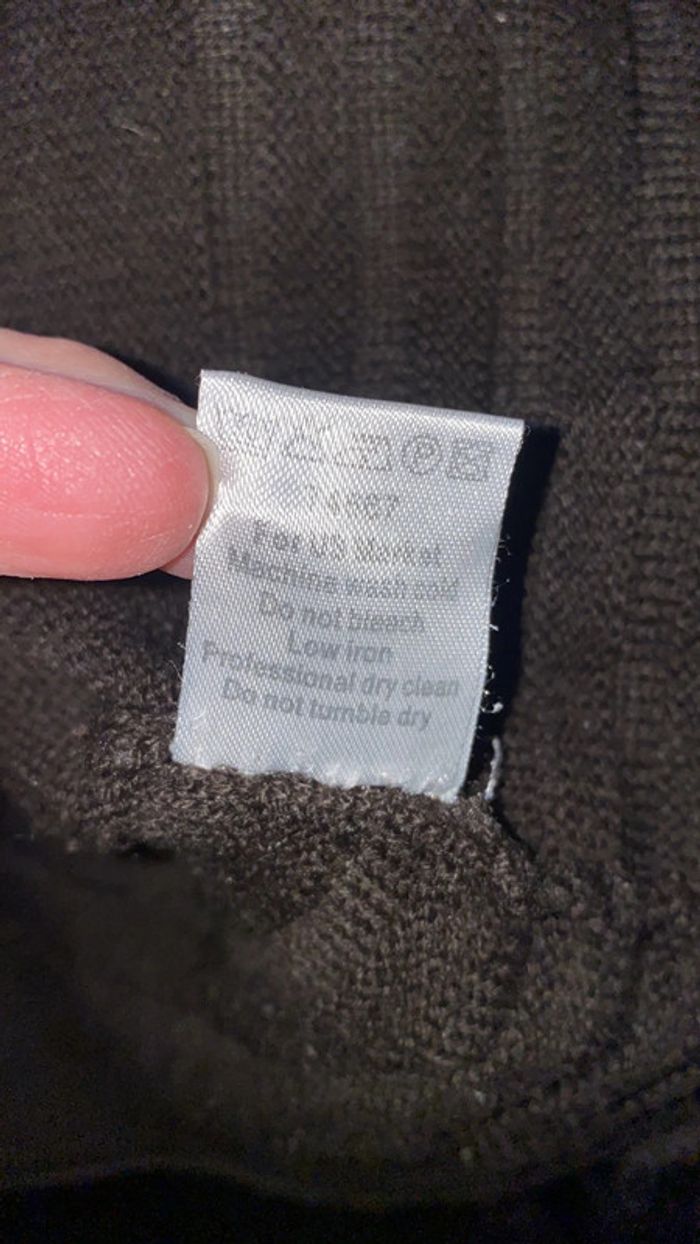 For US Market
Machine wash cold
Do not bleach
Low iron
Professional dry clean
Do not tumble dry